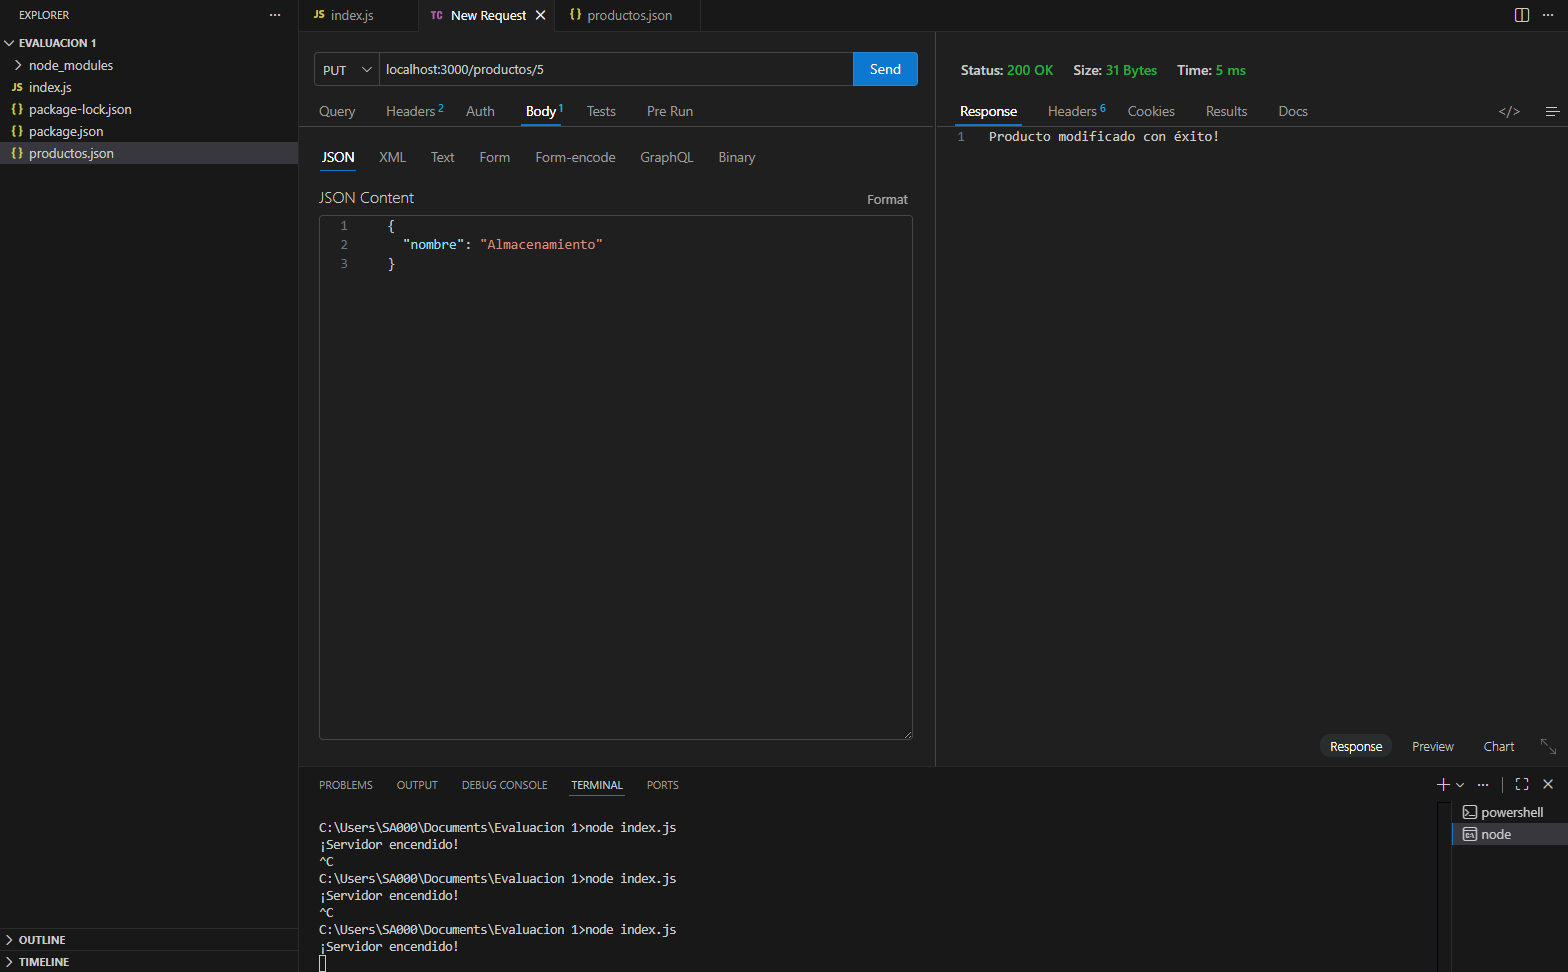 EXPLORER
EVALUACION 1
node_modules
JS index.js
{} package-lock.json
{} package.json
{} productos.json
OUTLINE
TIMELINE
JS index.js
TC New Request
{} productos.json
PUT
localhost:3000/productos/5
Send
Query
Headers 2
Auth
Body 1
Tests
Pre Run
JSON
XML
Text
Form
Form-encode
GraphQL
Binary
JSON Content
Format
1 {
2 "nombre": "Almacenamiento"
3 }
Status: 200 OK Size: 31 Bytes Time: 5 ms
Response
Headers 6
Cookies
Results
Docs
</>
1 Producto modificado con éxito!
Response
Preview
Chart
PROBLEMS
OUTPUT
DEBUG CONSOLE
TERMINAL
PORTS
C:\Users\SA000\Documents\Evaluacion 1>node index.js
¡Servidor encendido!
^C
C:\Users\SA000\Documents\Evaluacion 1>node index.js
¡Servidor encendido!
^C
C:\Users\SA000\Documents\Evaluacion 1>node index.js
¡Servidor encendido!
powershell
node